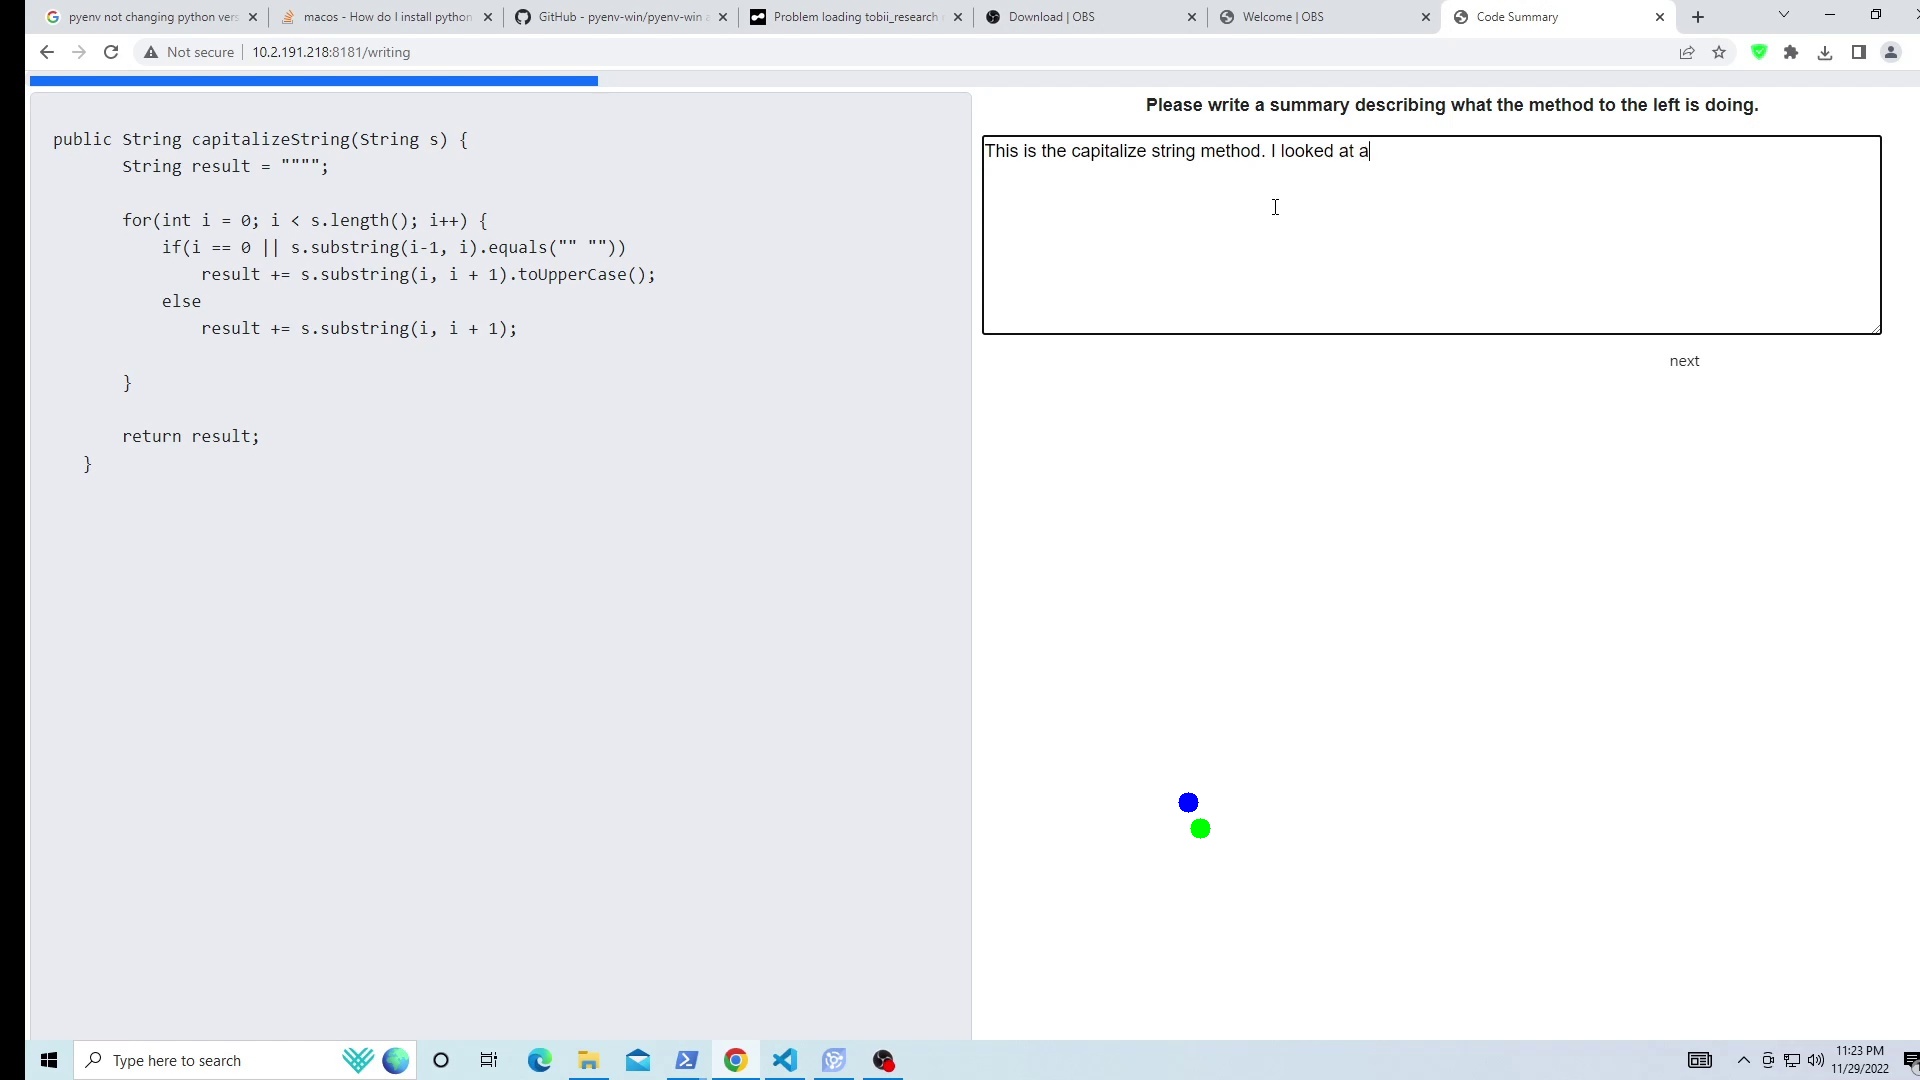 pyenv not changing python vers
macos - How do I install python
GitHub - pyenv-win/pyenv-win
Problem loading tobii_research
Download | OBS
Welcome | OBS
Code Summary
Not secure
10.2.191.218:8181/writing
public String capitalizeString(String s) {
String result = """";
for(int i = 0; i < s.length(); i++) {
if(i == 0 || s.substring(i-1, i).equals("" ""))
result += s.substring(i, i + 1).toUpperCase();
else
result += s.substring(i, i + 1);
}
return result;
}
Please write a summary describing what the method to the left is doing.
This is the capitalize string method. I looked at a
next
Type here to search
11:23 PM
11/29/2022